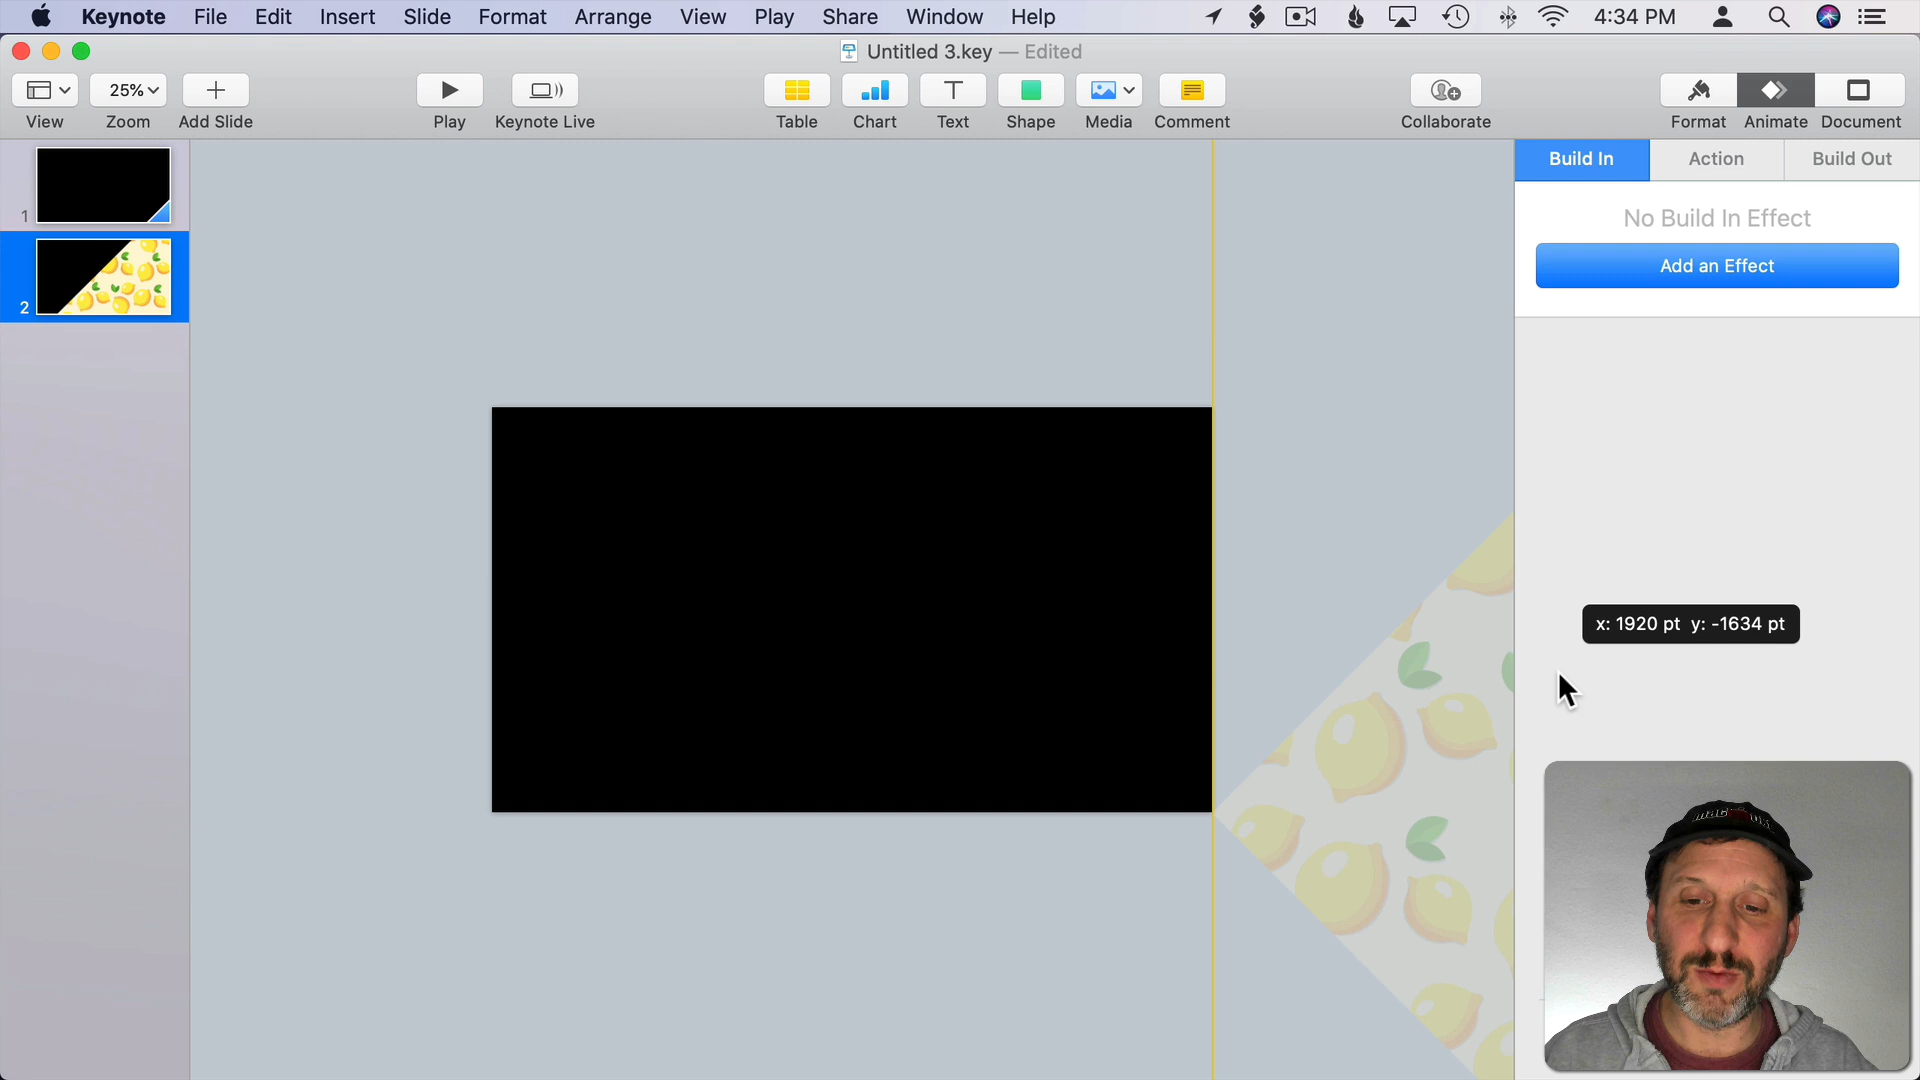 Keynote File Edit Insert Slide Format Arrange View Play Share Window Help 4:34 PM
Untitled 3.key — Edited
25%
View Zoom Add Slide Play Keynote Live Table Chart Text Shape Media Comment Collaborate Format Animate Document
Build In Action Build Out
1
No Build In Effect
Add an Effect
2
x: 1920 pt y: -1634 pt